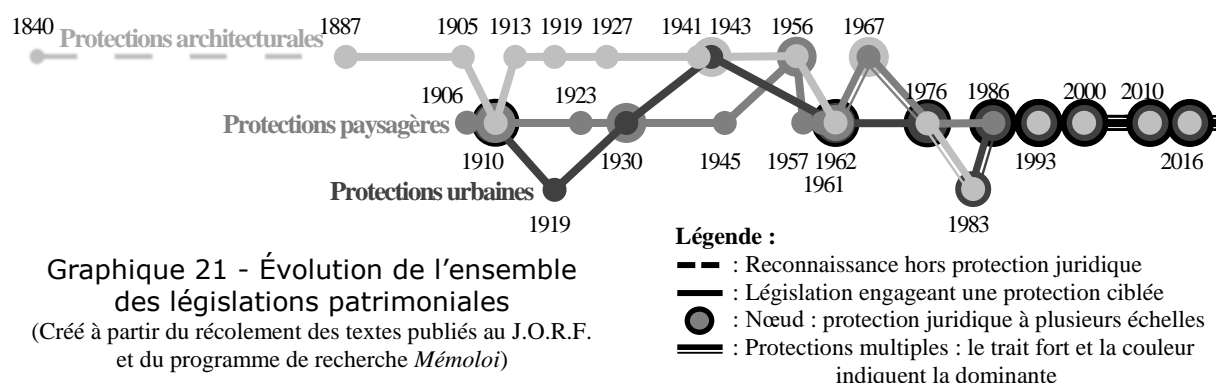 1840 1887 1905 1913 1919 1927 1941 1943 1956 1967
Protections architecturales
1906 1923 1976 1986 2000 2010
Protections paysagères
1910 1930 1945 1957 1962 1993 2016
1961
Protections urbaines
1919 1983
Légende :
: Reconnaissance hors protection juridique
: Législation engageant une protection ciblée
: Nœud : protection juridique à plusieurs échelles
: Protections multiples : le trait fort et la couleur
indiquent la dominante
Graphique 21 - Évolution de l’ensemble
des législations patrimoniales
(Créé à partir du récolement des textes publiés au J.O.R.F.
et du programme de recherche Mémoloi)